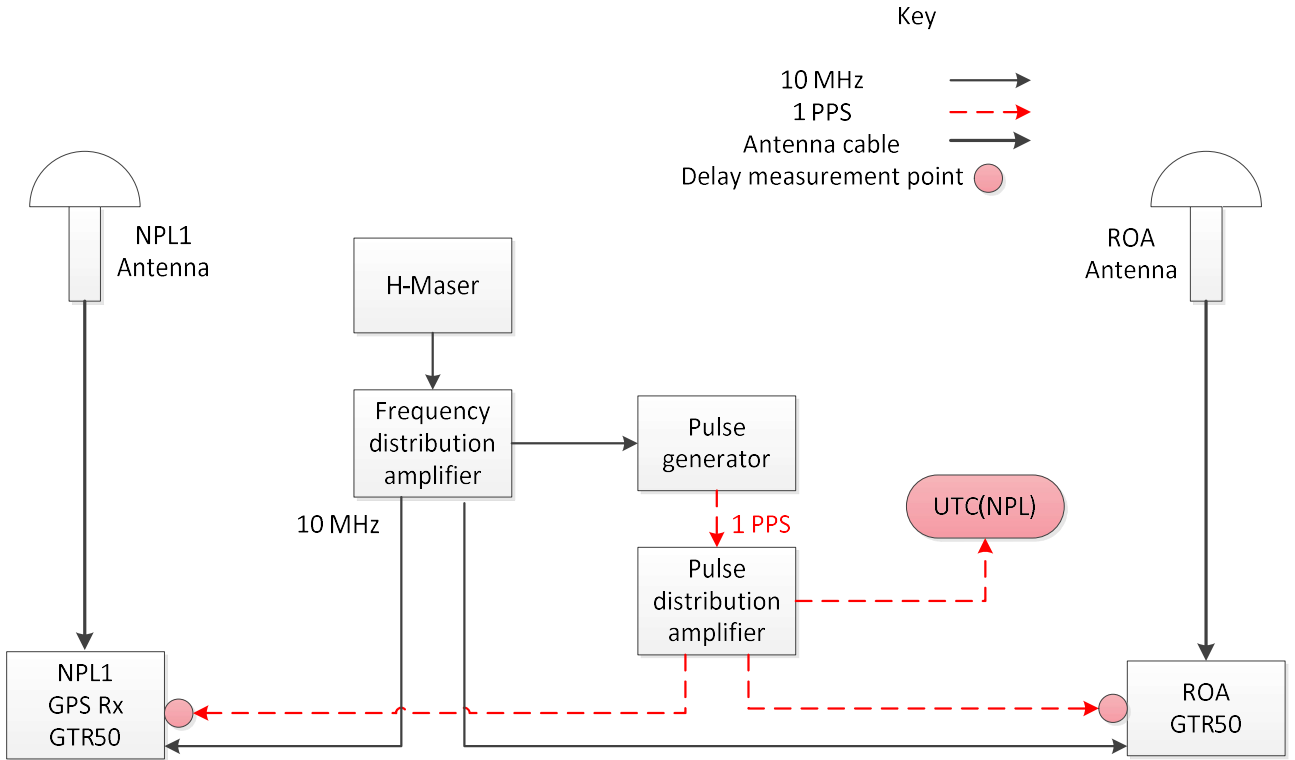 Key
10 MHz
1 PPS
Antenna cable
Delay measurement point
NPL1
Antenna
ROA
Antenna
H-Maser
Frequency
distribution
amplifier
Pulse
generator
UTC(NPL)
10 MHz
1 PPS
Pulse
distribution
amplifier
NPL1
GPS Rx
GTR50
ROA
GTR50